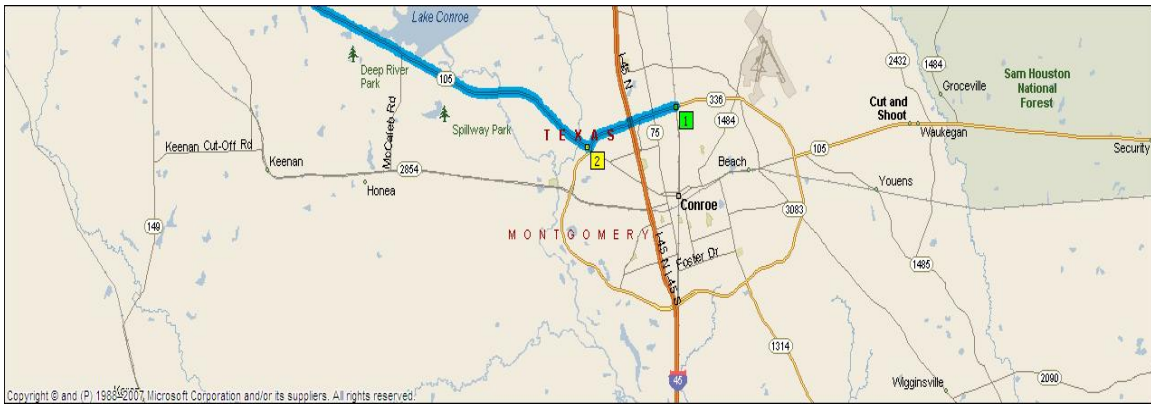 Lake Conroe
Deep River
Park
105
Spillway Park
McCaleb Rd
Keenan Cut-Off Rd
Keenan
2854
Honea
149
TEXAS
2
1
I-45 N
75
336
1484
Beach
Conroe
MONTGOMERY
I-45 N
I-45 S
Foster Dr
3083
105
2432
1484
Groceville
Cut and
Shoot
Waukegan
Sam Houston
National
Forest
Security
Youens
1485
1314
45
Wigginsville
2090
Copyright © and (P) 1988–2007 Microsoft Corporation and/or its suppliers. All rights reserved.